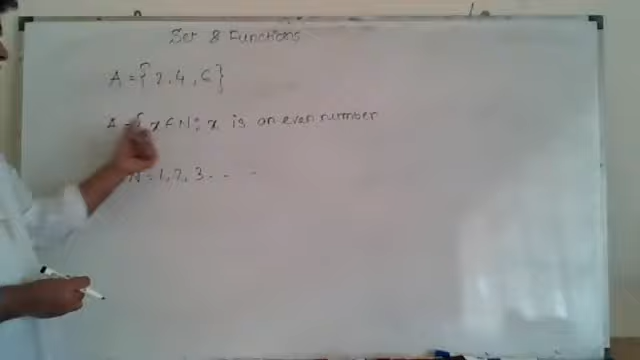 Set & Functions
A = { 2, 4, 6 }
A = { x ∈ N : x is an even number
N = 1, 2, 3 . . . .